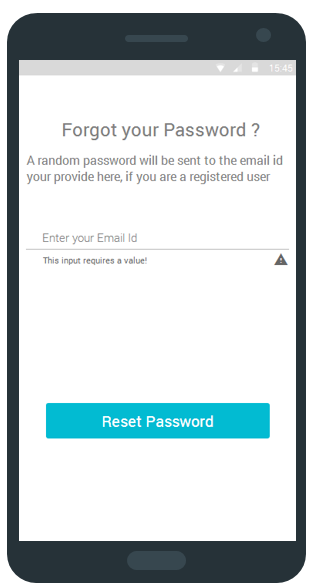 15:45
Forgot your Password ?
A random password will be sent to the email id
your provide here, if you are a registered user
Enter your Email Id
This input requires a value!
Reset Password